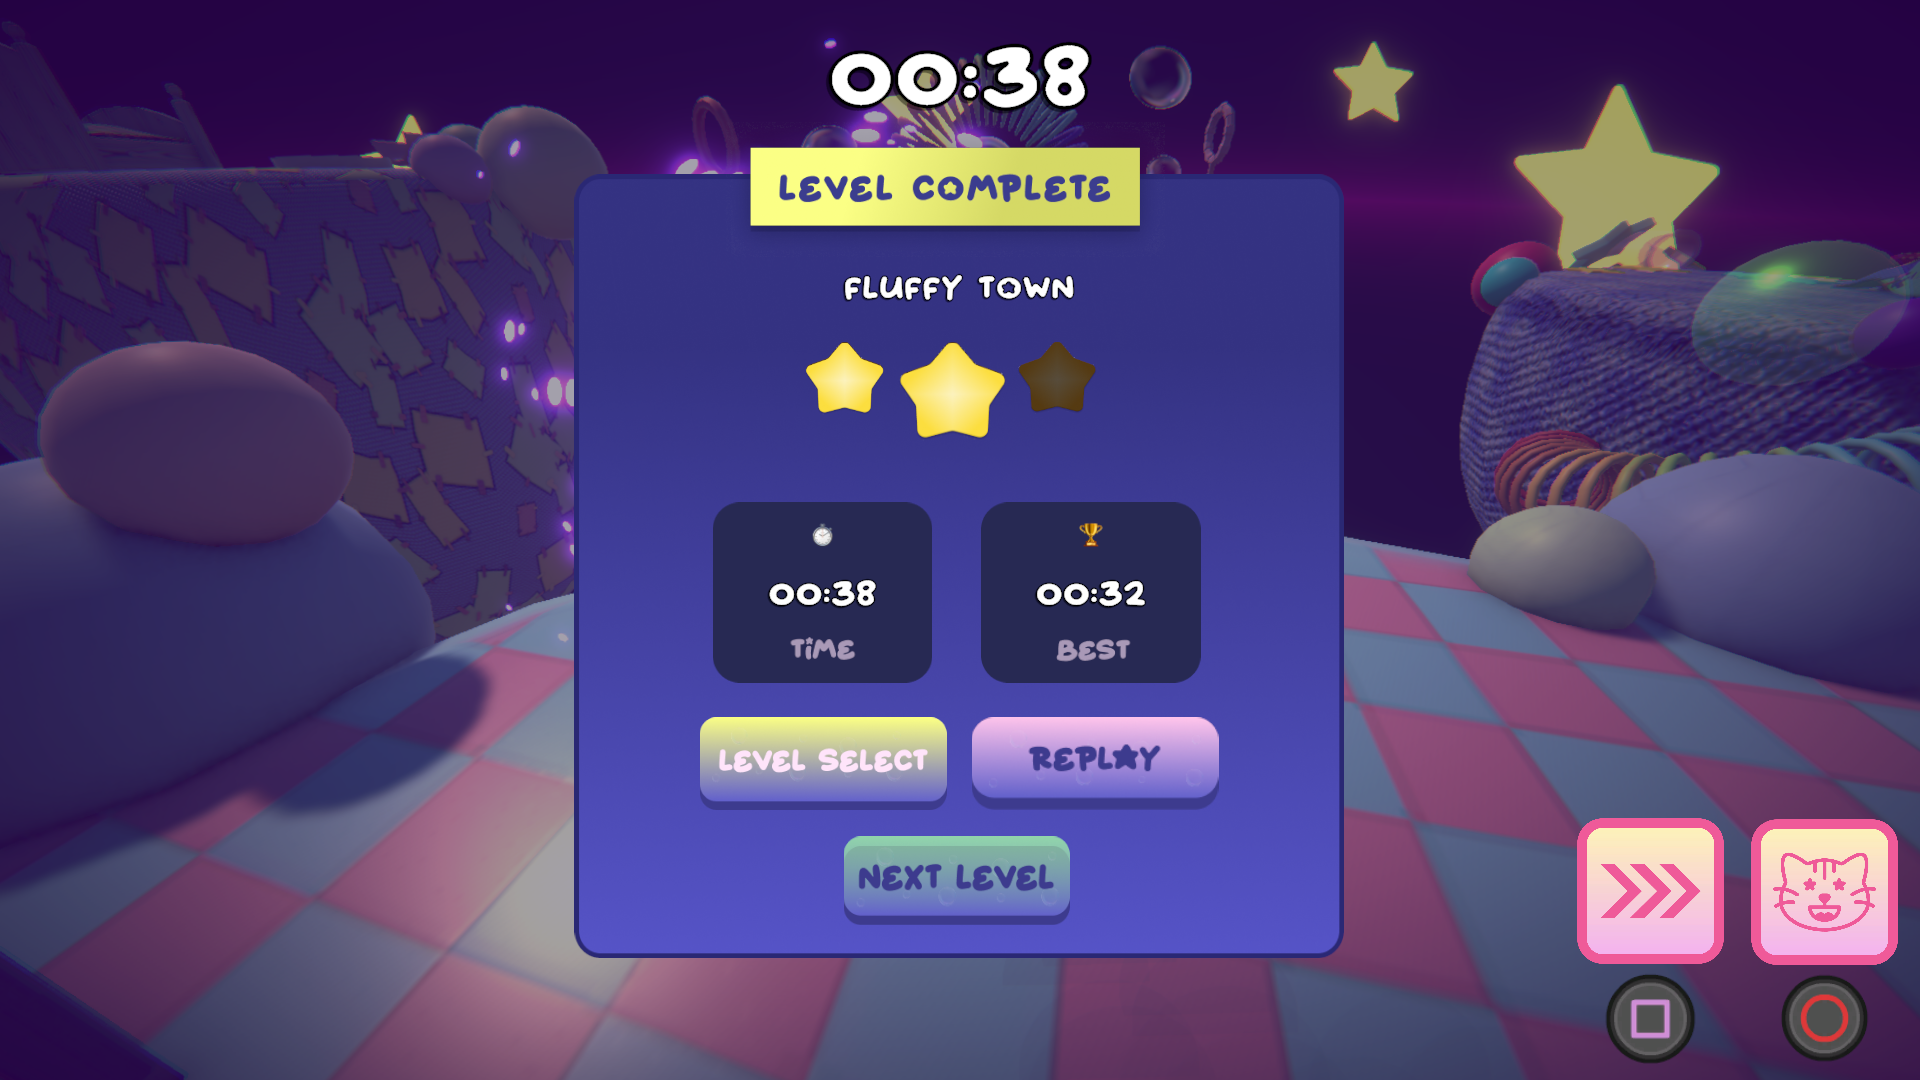 00:38
LEVEL COMPLETE
FLUFFY TOWN
00:38
TiME
00:32
BEST
LEVEL SELECT
REPLAY
NEXT LEVEL